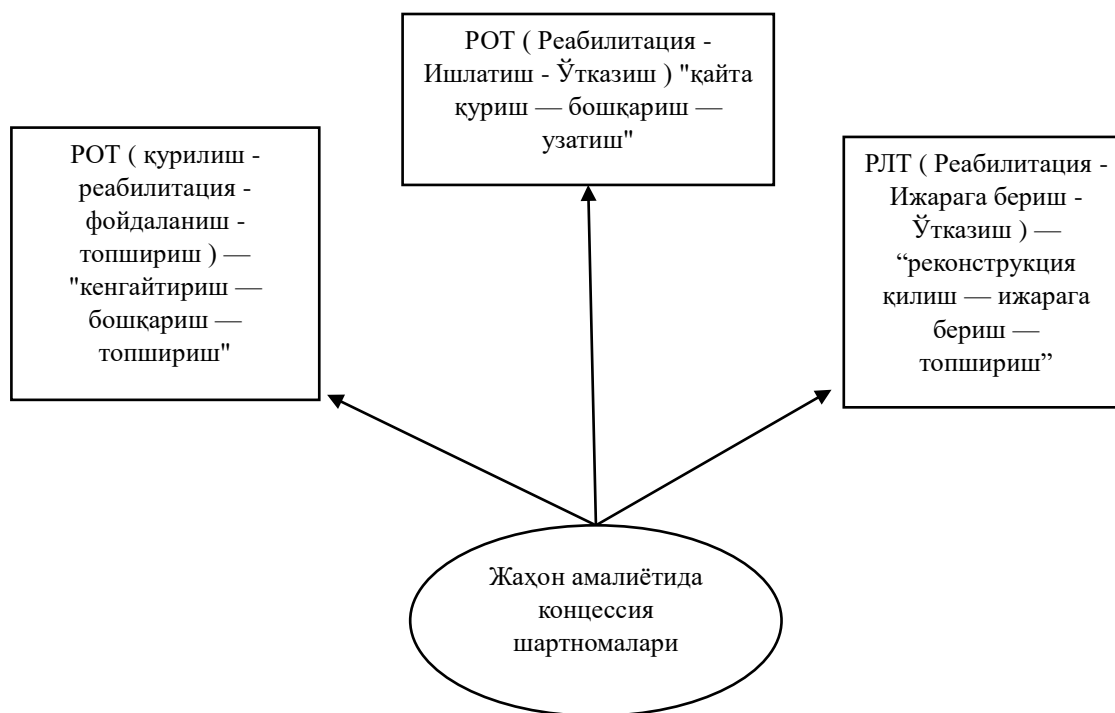 РОТ ( Реабилитация -
Ишлатиш - Ўтказиш ) "қайта
қуриш — бошқариш —
узатиш"
РОТ ( қурилиш -
реабилитация -
фойдаланиш -
топшириш ) —
"кенгайтириш —
бошқариш —
топшириш"
РЛТ ( Реабилитация -
Ижарага бериш -
Ўтказиш ) —
“реконструкция
қилиш — ижарага
бериш —
топшириш”
Жаҳон амалиётида
концессия
шартномалари